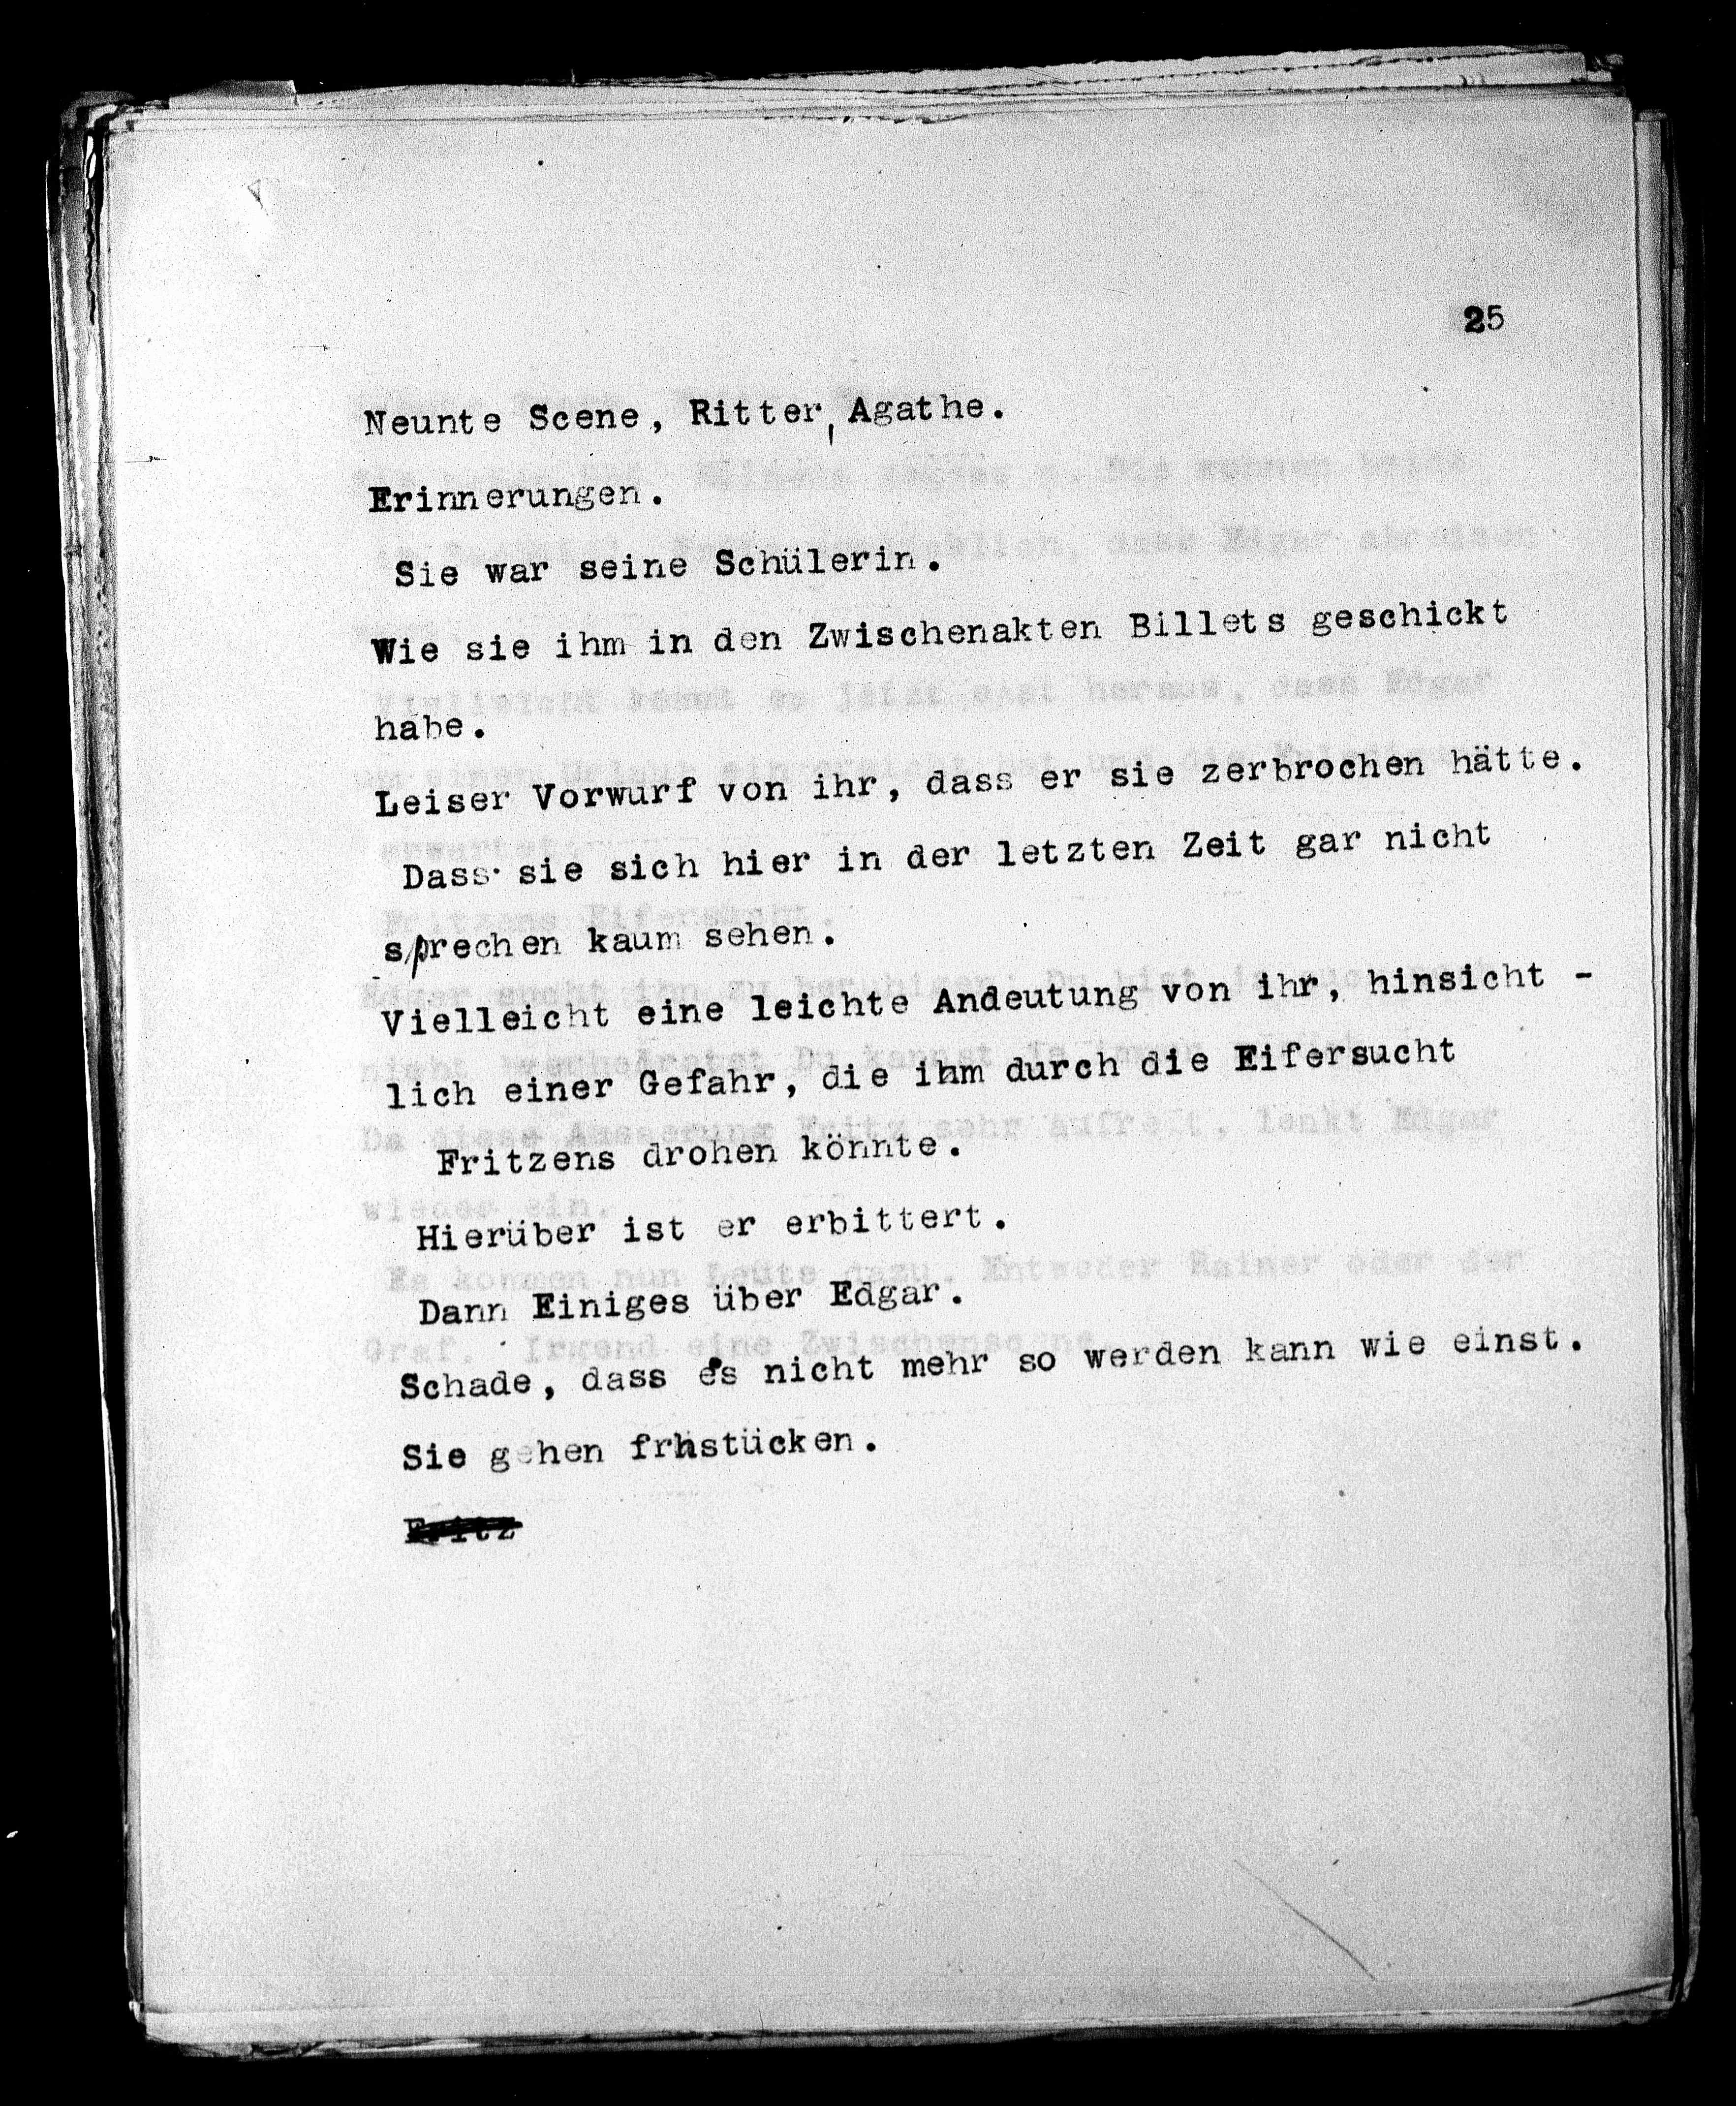 25
Neunte Scene, Ritter, Agathe.
Erinnerungen.
Sie war seine Schülerin.
Wie sie ihm in den Zwischenakten Billets geschickt
habe.
Leiser Vorwurf von ihr, dass er sie zerbrochen hätte.
Dass sie sich hier in der letzten Zeit gar nicht
sprechen kaum sehen.
Vielleicht eine leichte Andeutung von ihr, hinsicht -
lich einer Gefahr, die ihm durch die Eifersucht
Fritzens drohen könnte.
Hierüber ist er erbittert.
Dann Einiges über Edgar.
Schade, dass es nicht mehr so werden kann wie einst.
Sie gehen frhstücken.
Fritz